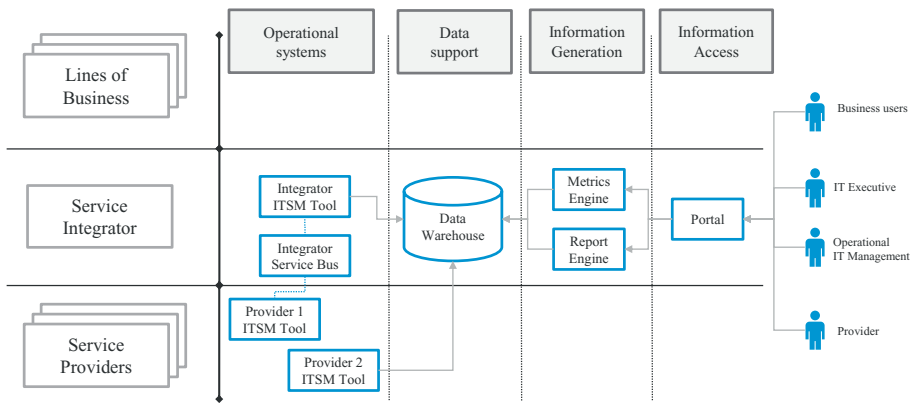 Operational
systems
Data
support
Information
Generation
Information
Access
Lines of
Business
Business users
Service
Integrator
Integrator
ITSM Tool
Integrator
Service Bus
Data
Warehouse
Metrics
Engine
Report
Engine
Portal
IT Executive
Operational
IT Management
Service
Providers
Provider 1
ITSM Tool
Provider 2
ITSM Tool
Provider